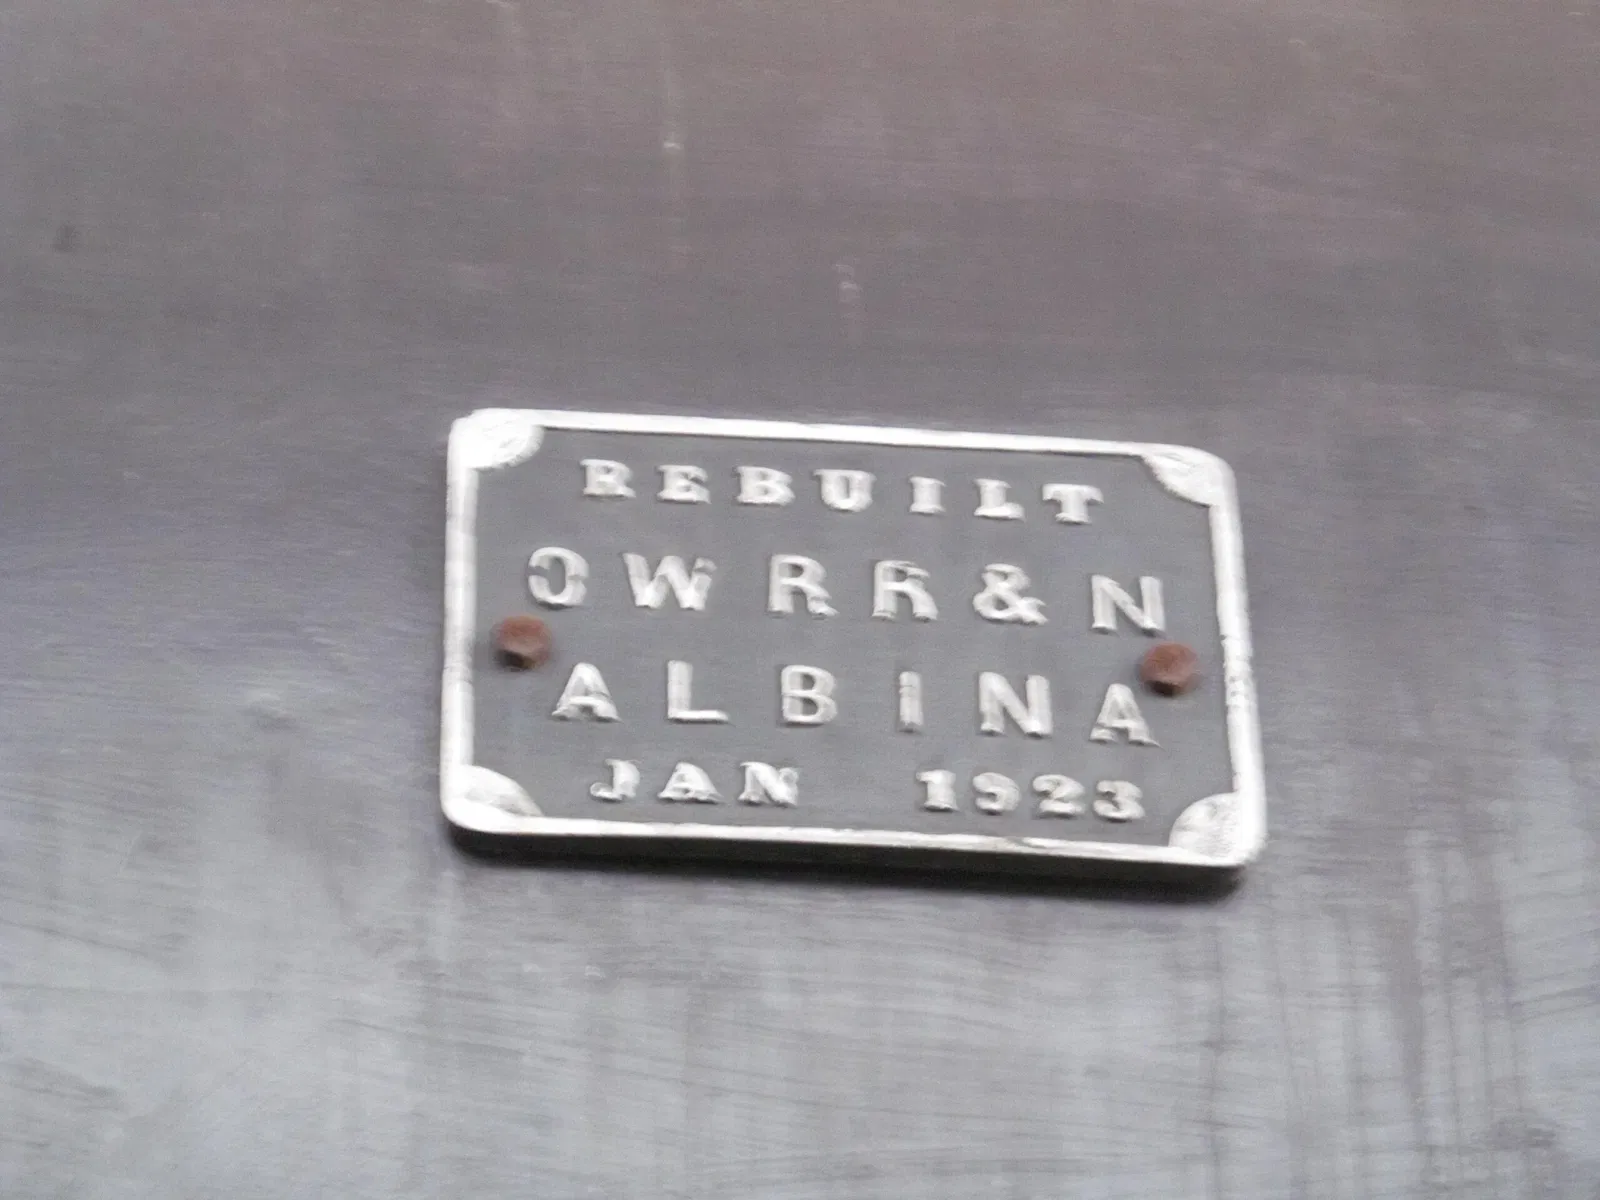 REBUILT
OWRR&N
ALBINA
JAN 1923